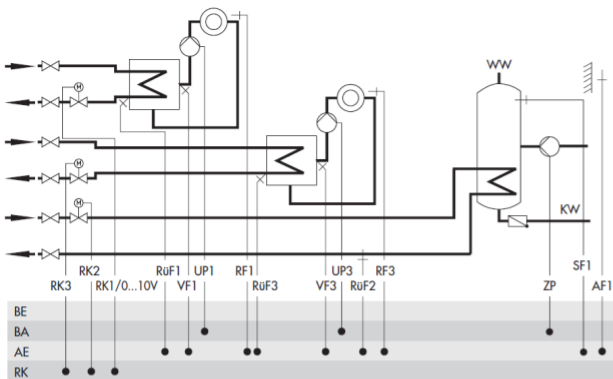 M
WW
M
M
KW
RK2 RüF1 UP1 RF1 UP3 RF3 SF1
RK3 RK1/0...10V VF1 RüF3 VF3 RüF2 ZP AF1
BE
BA
AE
RK